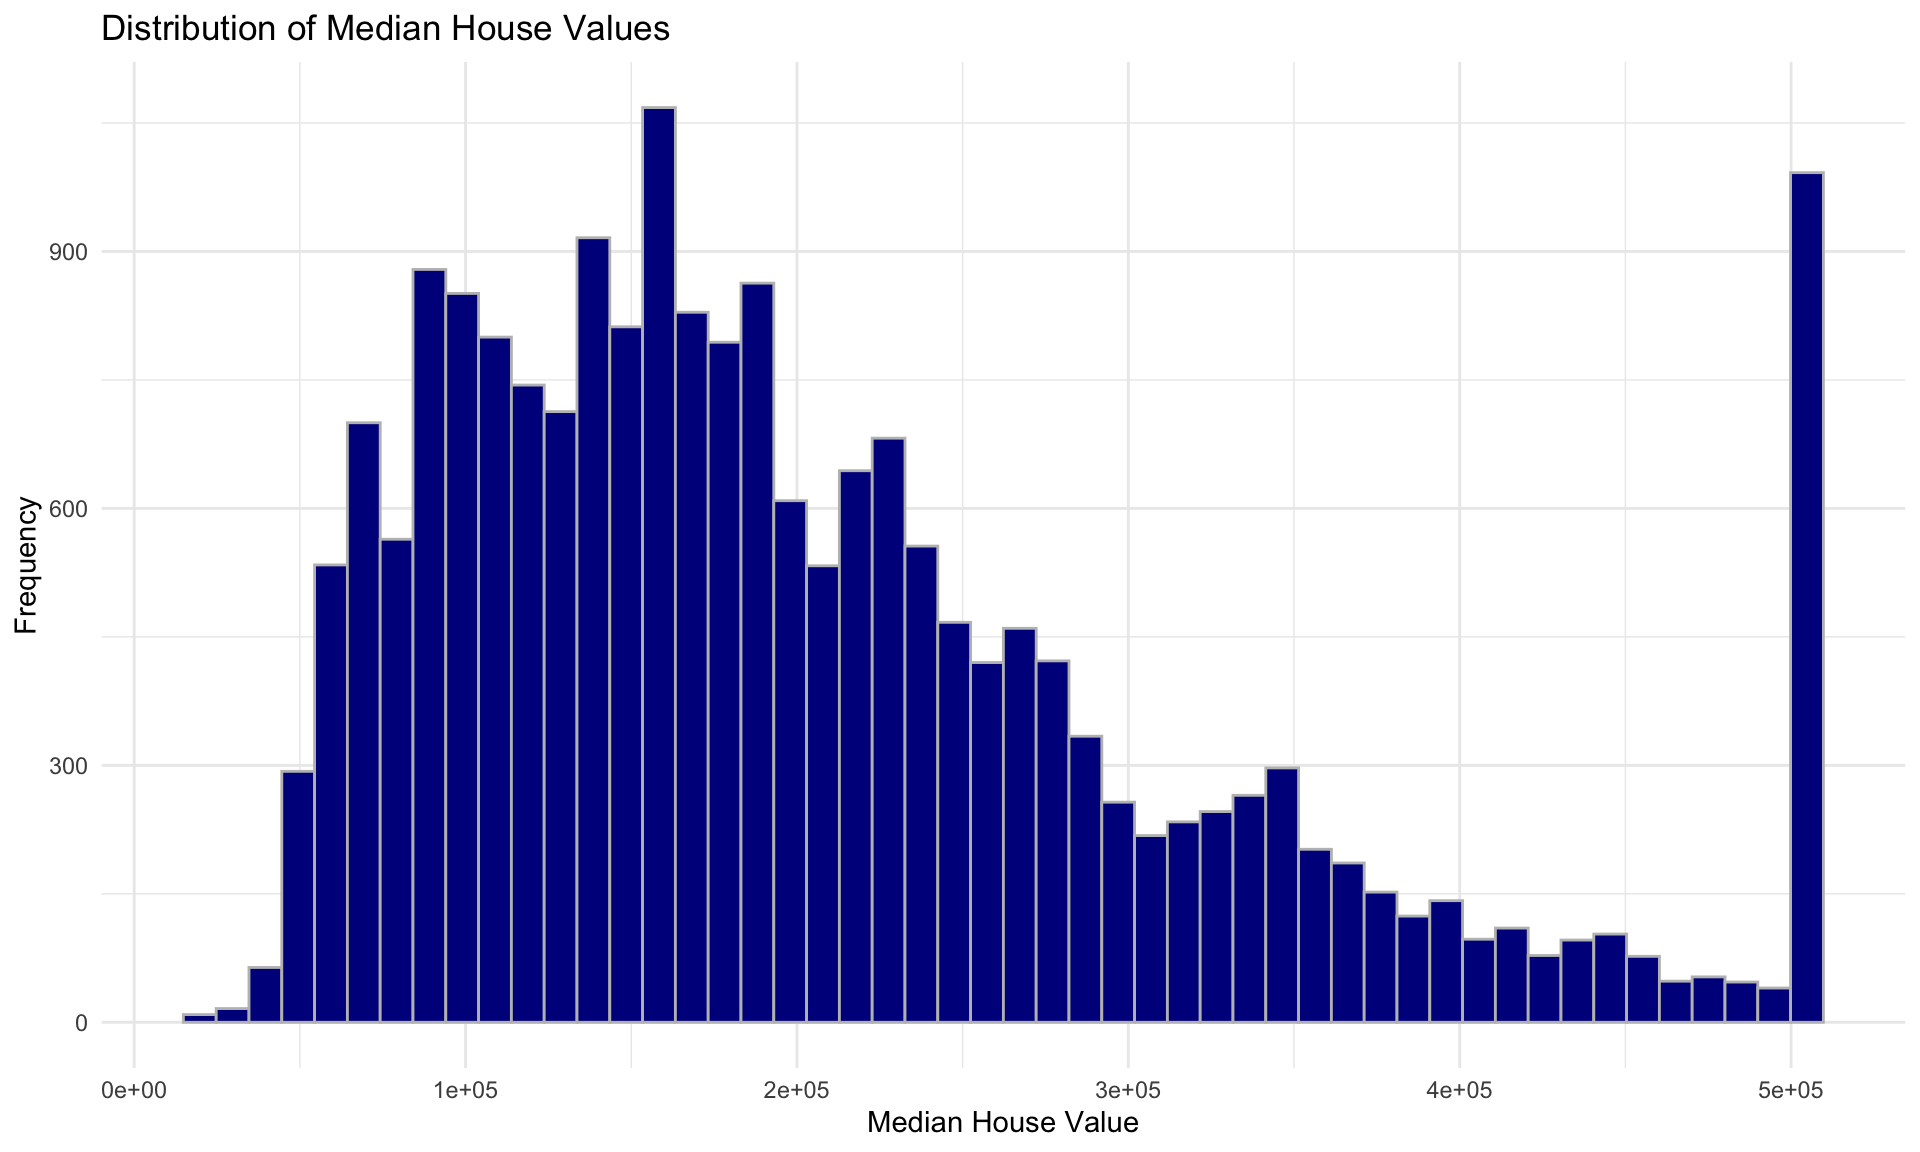 Distribution of Median House Values
Frequency
900
600
300
0
0e+00 1e+05 2e+05 3e+05 4e+05 5e+05
Median House Value